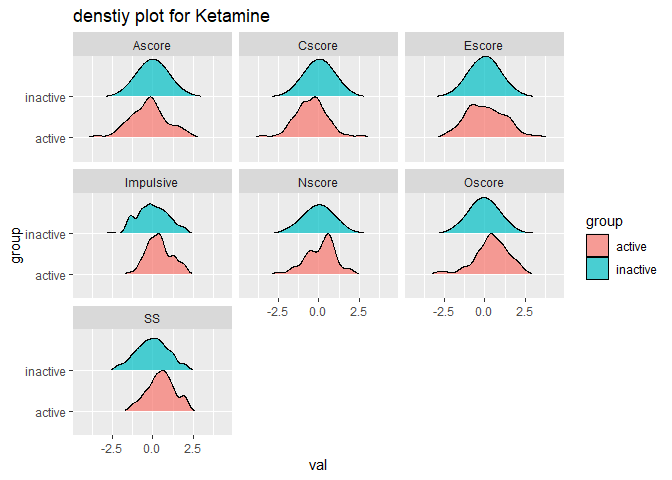 denstiy plot for Ketamine
Ascore Cscore Escore
inactive
active
Impulsive Nscore Oscore
inactive
active
-2.5 0.0 2.5 -2.5 0.0 2.5
SS
inactive
active
-2.5 0.0 2.5
val
group
group
active
inactive